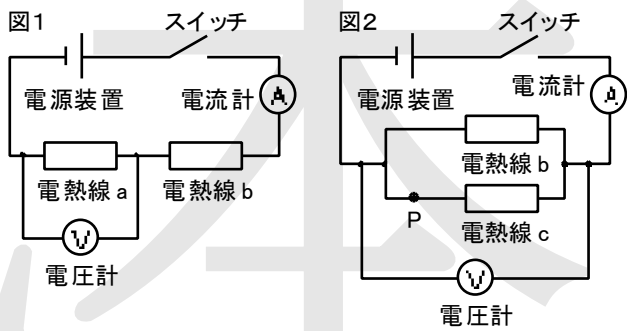 図1
スイッチ
電源装置
電流計
A
電熱線 a
電熱線 b
V
電圧計
図2
スイッチ
電源装置
電流計
A
電熱線 b
P
電熱線 c
V
電圧計